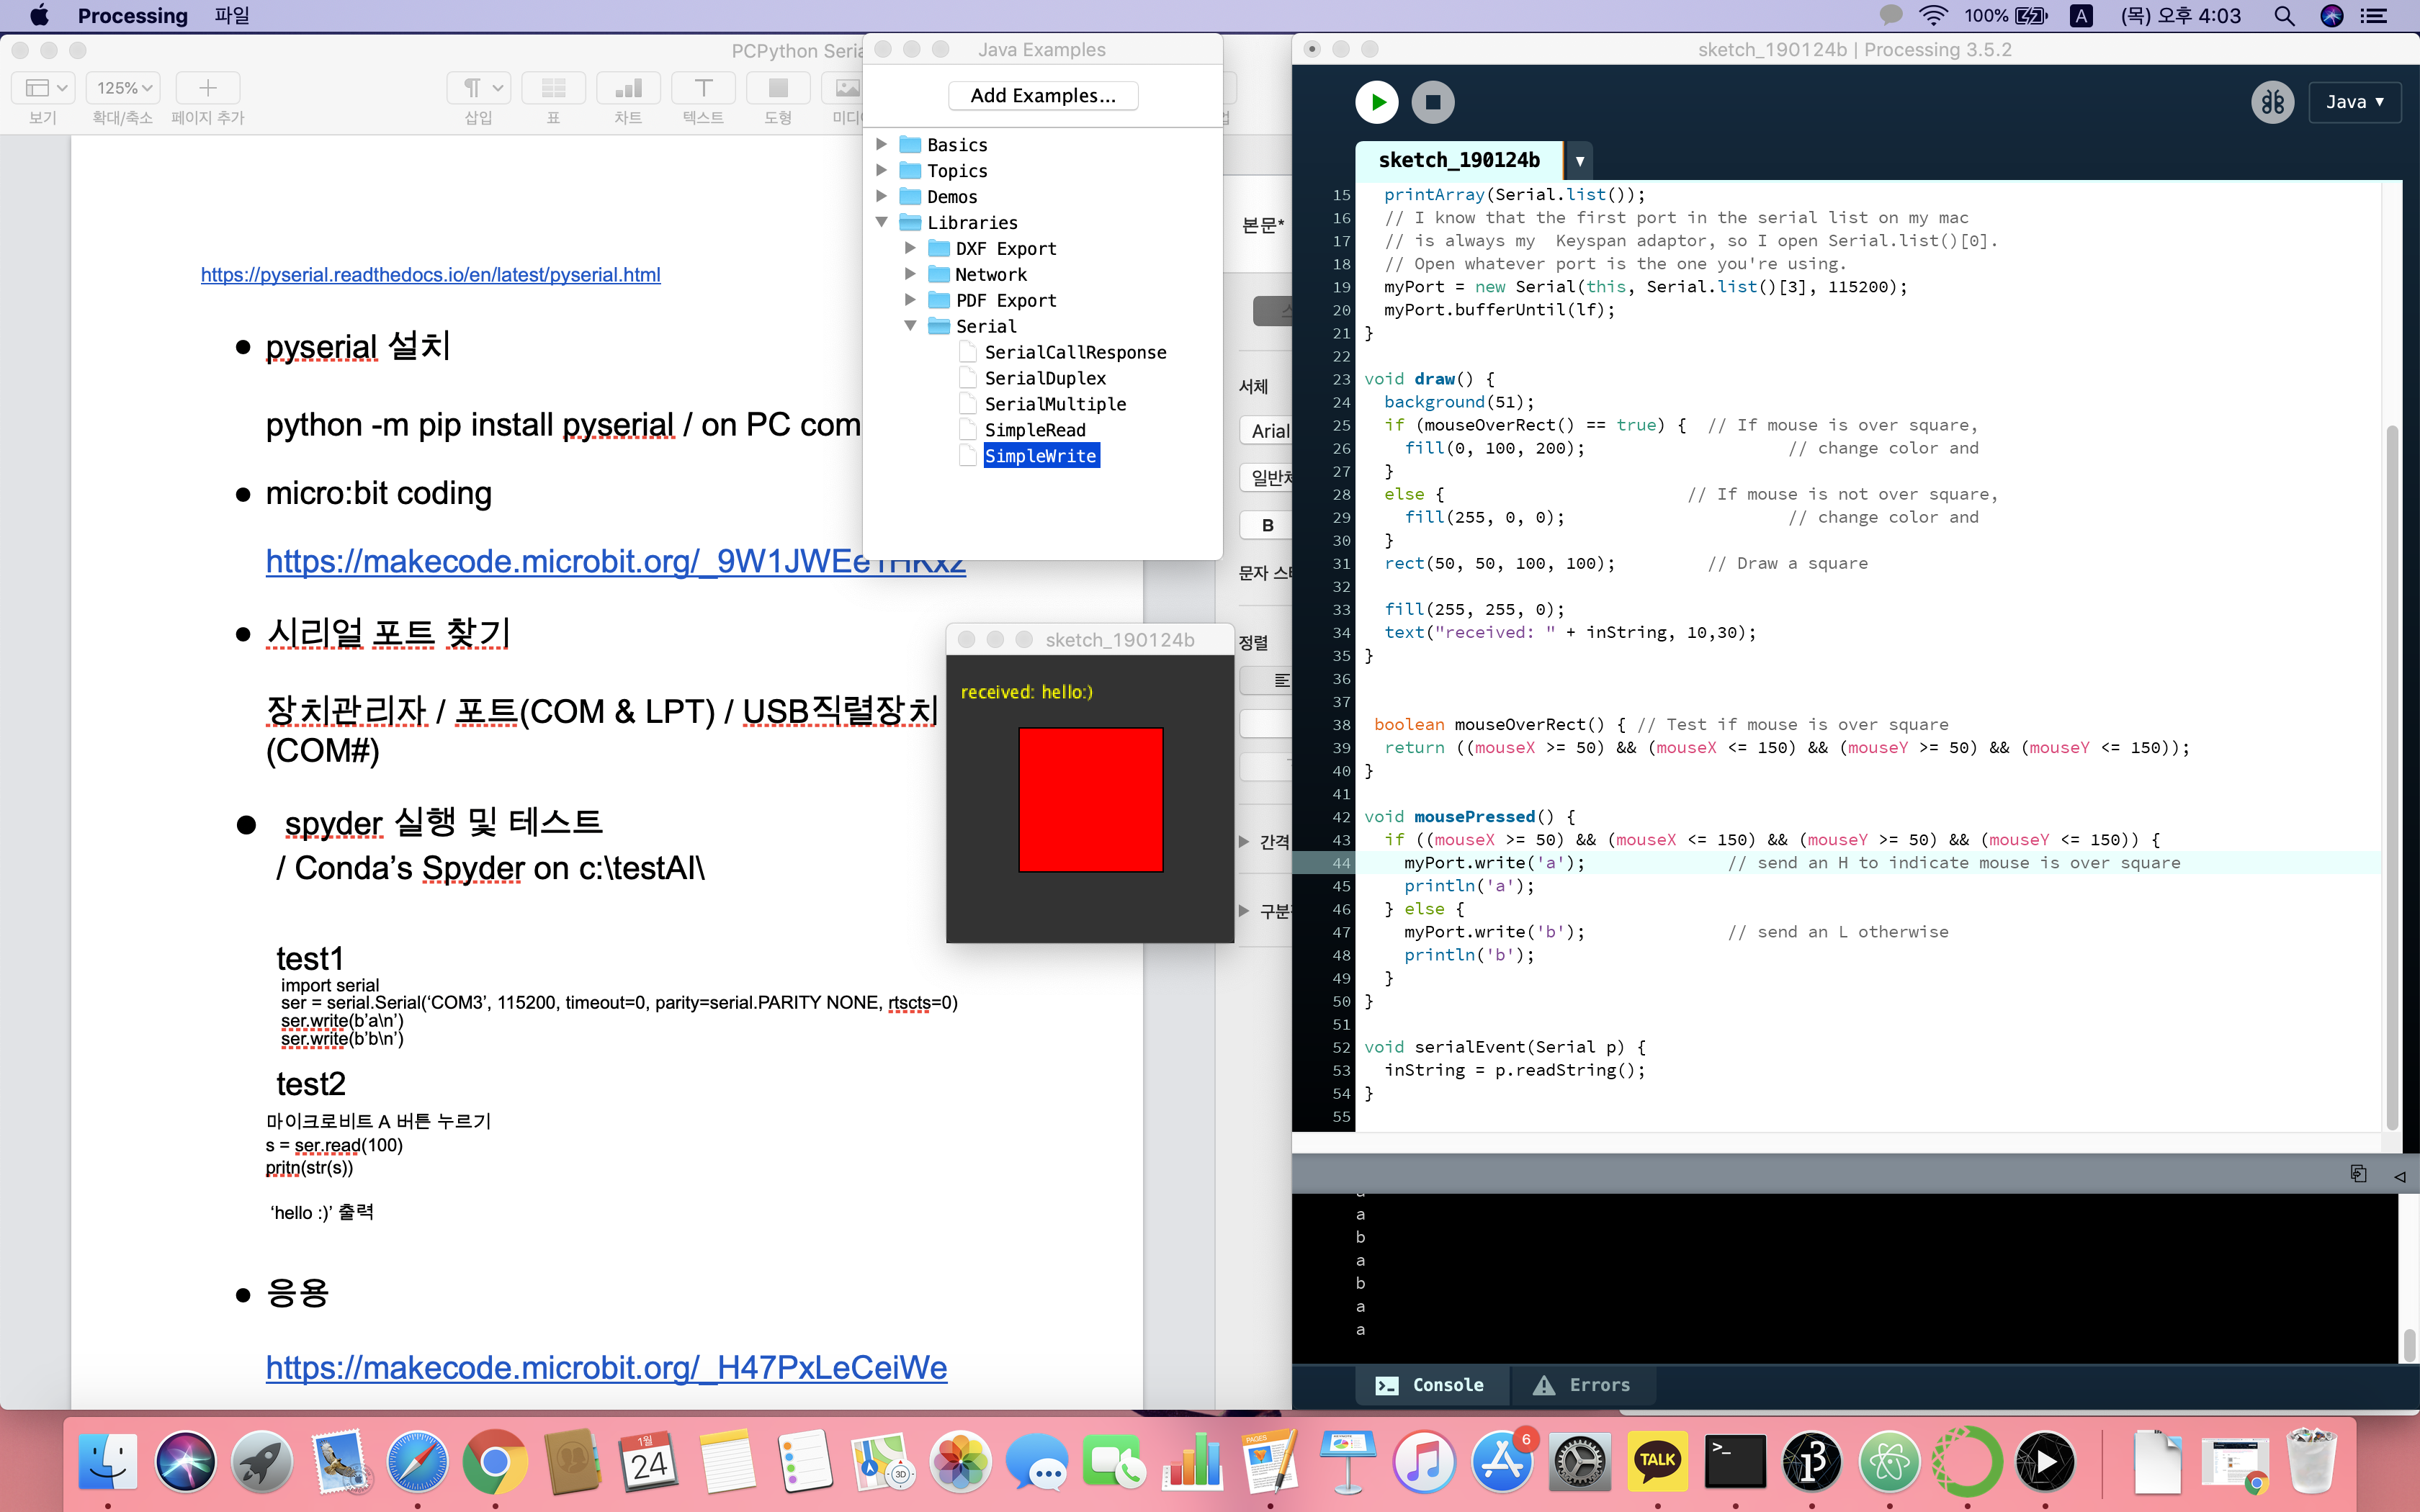 Processing 파일
100% A (목) 오후 4:03
PCPython Seria
125%
보기 확대/축소 페이지 추가 삽입 표 차트 텍스트 도형
https://pyserial.readthedocs.io/en/latest/pyserial.html
pyserial 설치
python -m pip install pyserial / on PC com
micro:bit coding
시리얼 포트 찾기
장치관리자 / 포트(COM & LPT) / USB직렬장치
(COM#)
spyder 실행 및 테스트
/ Conda’s Spyder on c:\testAI\
test1
import serial
ser = serial.Serial(‘COM3’, 115200, timeout=0, parity=serial.PARITY NONE, rtscts=0)
ser.write(b’a\n’)
ser.write(b’b\n’)
test2
마이크로비트 A 버튼 누르기
s = ser.read(100)
pritn(str(s))
‘hello :)’ 출력
응용
https://makecode.microbit.org/_H47PxLeCeiWe
Java Examples
Add Examples...
Basics
Topics
Demos
Libraries
DXF Export
Network
PDF Export
Serial
SerialCallResponse
SerialDuplex
SerialMultiple
SimpleRead
SimpleWrite
본문*
서체
Arial
B
정렬
간격
sketch_190124b
received: hello:)
sketch_190124b | Processing 3.5.2
Java ▼
sketch_190124b ▼
15 printArray(Serial.list());
16 // I know that the first port in the serial list on my mac
17 // is always my  Keyspan adaptor, so I open Serial.list()[0].
18 // Open whatever port is the one you're using.
19 myPort = new Serial(this, Serial.list()[3], 115200);
20 myPort.bufferUntil(lf);
21 }
22
23 void draw() {
24 background(51);
25 if (mouseOverRect() == true) {  // If mouse is over square,
26 fill(0, 100, 200); // change color and
27 }
28 else { // If mouse is not over square,
29 fill(255, 0, 0); // change color and
30 }
31 rect(50, 50, 100, 100); // Draw a square
32
33 fill(255, 255, 0);
34 text("received: " + inString, 10,30);
35 }
36
37
38 boolean mouseOverRect() { // Test if mouse is over square
39 return ((mouseX >= 50) && (mouseX <= 150) && (mouseY >= 50) && (mouseY <= 150));
40 }
41
42 void mousePressed() {
43 if ((mouseX >= 50) && (mouseX <= 150) && (mouseY >= 50) && (mouseY <= 150)) {
44 myPort.write('a'); // send an H to indicate mouse is over square
45 println('a');
46 } else {
47 myPort.write('b'); // send an L otherwise
48 println('b');
49 }
50 }
51
52 void serialEvent(Serial p) {
53 inString = p.readString();
54 }
55
a
b
a
b
a
a
Console Errors
1월
24
3D
PAGES
6
TALK
3